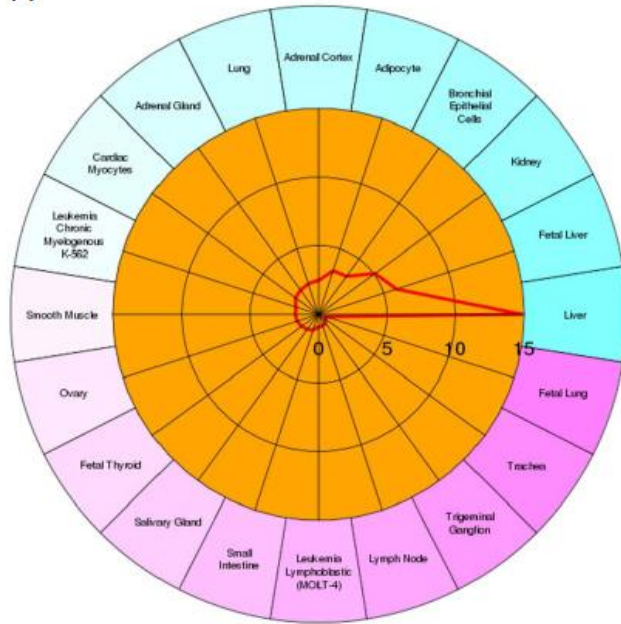 Lung
Adrenal Cortex
Adipocyte
Bronchial
Epithelial
Cells
Kidney
Fetal Liver
Liver
Fetal Lung
Trachea
Trigeminal
Ganglion
Lymph Node
Leukemia
Lymphoblastic
(MOLT-4)
Small
Intestine
Salivary Gland
Fetal Thyroid
Ovary
Smooth Muscle
Leukemia
Chronic
Myelogenous
K-562
Cardiac
Myocytes
Adrenal Gland
0 5 10 15